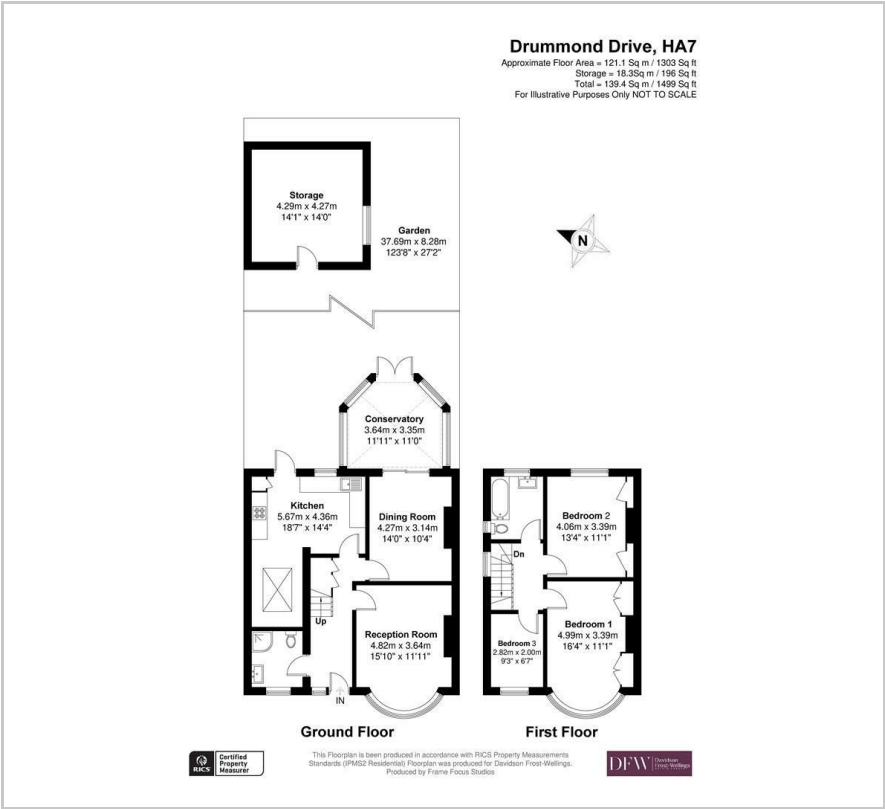 Drummond Drive, HA7
Approximate Floor Area = 121.1 Sq m / 1303 Sq ft
Storage = 18.3Sq m / 196 Sq ft
Total = 139.4 Sq m / 1499 Sq ft
For Illustrative Purposes Only NOT TO SCALE
Storage
4.29m x 4.27m
14'1" x 14'0"
Garden
37.69m x 8.28m
123'8" x 27'2"
N
Conservatory
3.64m x 3.35m
11'11" x 11'0"
Kitchen
5.67m x 4.36m
18'7" x 14'4"
Dining Room
4.27m x 3.14m
14'0" x 10'4"
Up
Reception Room
4.82m x 3.64m
15'10" x 11'11"
IN
Ground Floor
Bedroom 2
4.06m x 3.39m
13'4" x 11'1"
Dn
Bedroom 1
4.99m x 3.39m
16'4" x 11'1"
Bedroom 3
2.82m x 2.00m
9'3" x 6'7"
First Floor
RICS
Certified
Property
Measurer
This Floorplan is been produced in accordance with RICS Property Measurements
Standards (IPMS2 Residential) Floorplan was produced for Davidson Frost-Wellings.
Produced by Frame Focus Studios
DFW
Davidson
Frost-Wellings